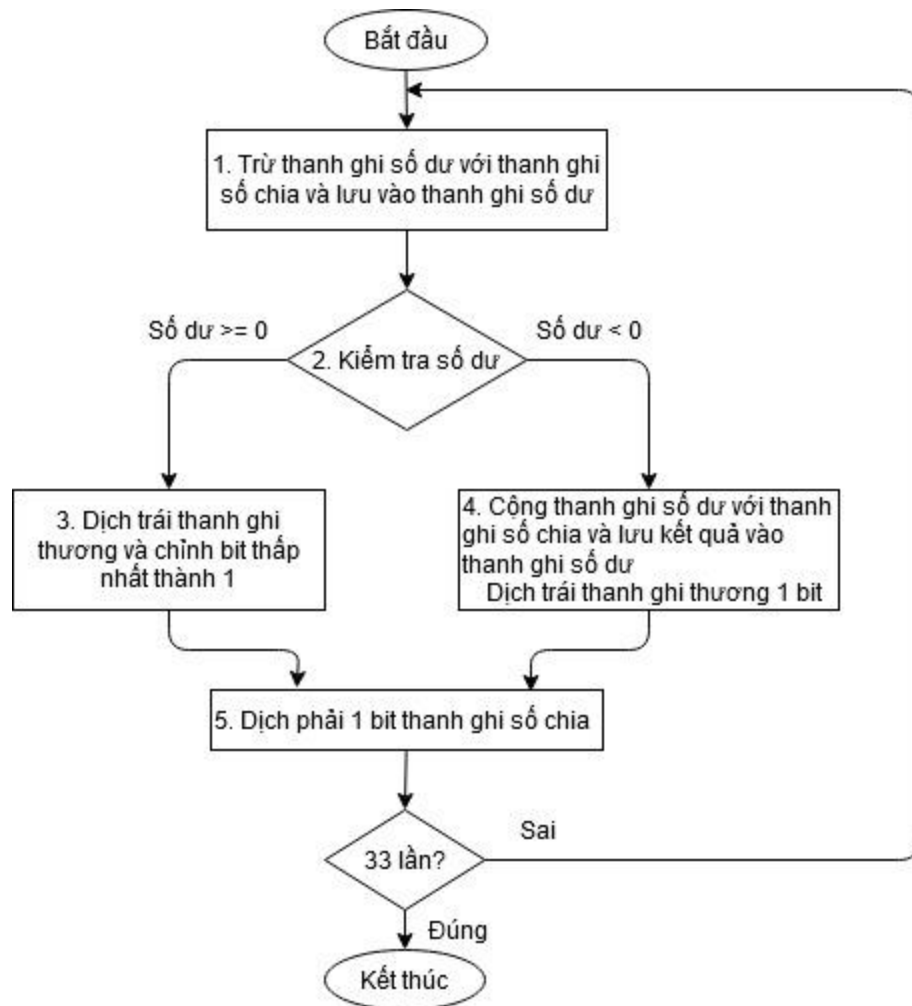 Bắt đầu
1. Trừ thanh ghi số dư với thanh ghi
số chia và lưu vào thanh ghi số dư
Số dư >= 0
Số dư < 0
2. Kiểm tra số dư
3. Dịch trái thanh ghi
thương và chỉnh bit thấp
nhất thành 1
4. Cộng thanh ghi số dư với thanh
ghi số chia và lưu kết quả vào
thanh ghi số dư
Dịch trái thanh ghi thương 1 bit
5. Dịch phải 1 bit thanh ghi số chia
Sai
33 lần?
Đúng
Kết thúc